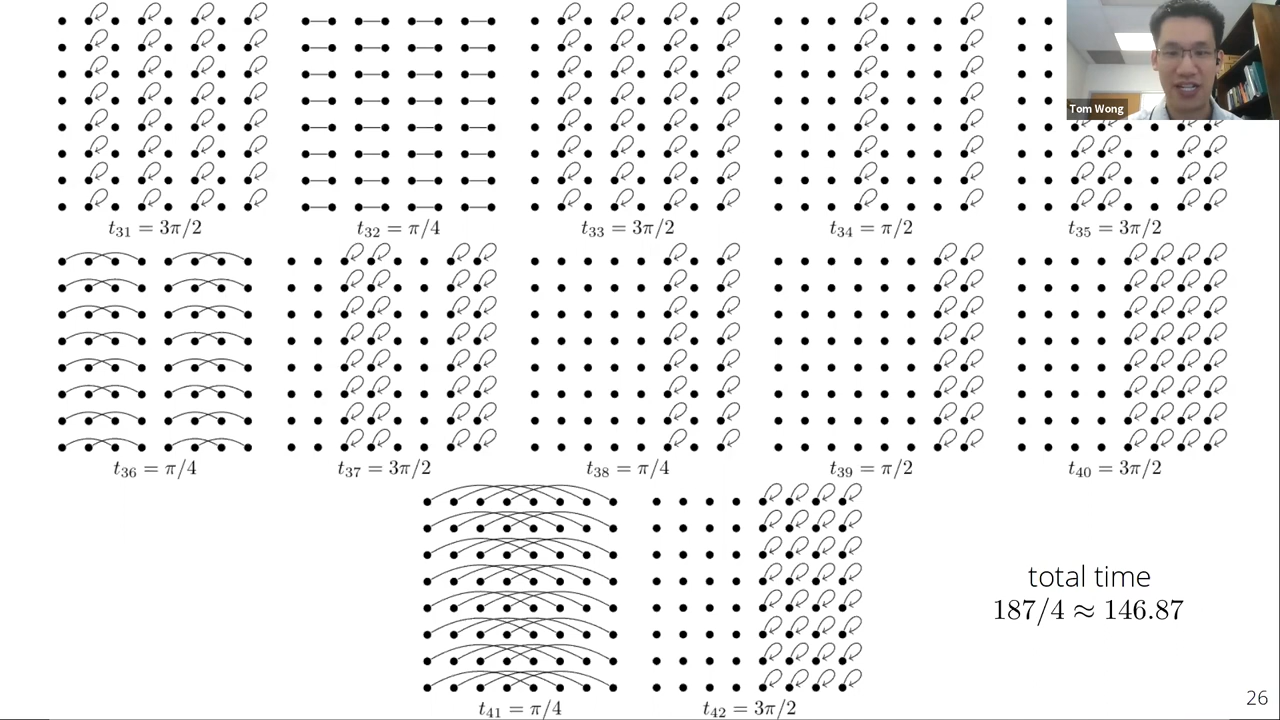 Tom Wong
t₃₁ = 3π/2
t₃₂ = π/4
t₃₃ = 3π/2
t₃₄ = π/2
t₃₅ = 3π/2
t₃₆ = π/4
t₃₇ = 3π/2
t₃₈ = π/4
t₃₉ = π/2
t₄₀ = 3π/2
total time
187/4 ≈ 146.87
t₄₁ = π/4
t₄₂ = 3π/2
26